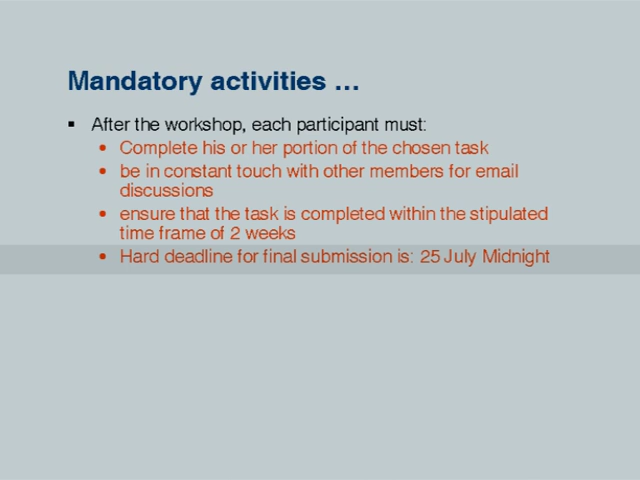 Mandatory activities …
▪ After the workshop, each participant must:
• Complete his or her portion of the chosen task
• be in constant touch with other members for email
discussions
• ensure that the task is completed within the stipulated
time frame of 2 weeks
• Hard deadline for final submission is: 25 July Midnight